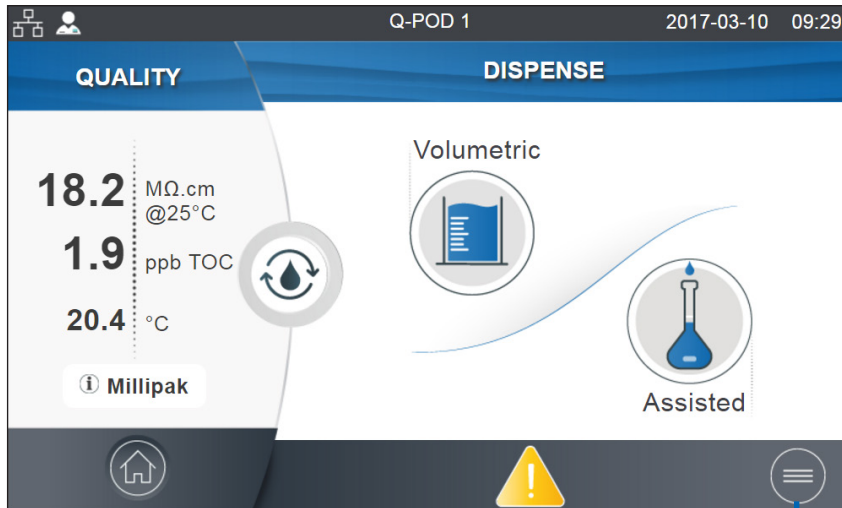 Q-POD 1
2017-03-10 09:29
QUALITY
DISPENSE
18.2 MΩ.cm
@25°C
1.9 ppb TOC
20.4 °C
i Millipak
Volumetric
Assisted
!